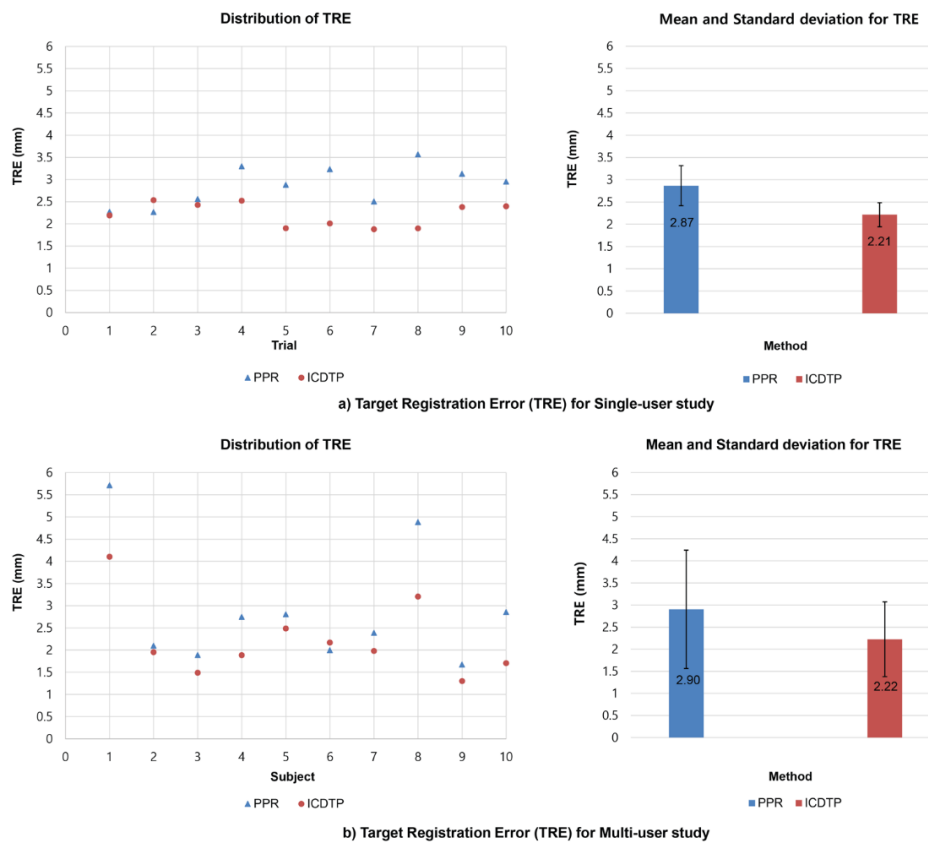 Distribution of TRE
TRE (mm)
6
5.5
5
4.5
4
3.5
3
2.5
2
1.5
1
0.5
0
0 1 2 3 4 5 6 7 8 9 10
Trial
PPR ICDTP
Mean and Standard deviation for TRE
TRE (mm)
6
5.5
5
4.5
4
3.5
3
2.5
2
1.5
1
0.5
0
2.87
2.21
Method
PPR ICDTP
a) Target Registration Error (TRE) for Single-user study
Distribution of TRE
TRE (mm)
6
5.5
5
4.5
4
3.5
3
2.5
2
1.5
1
0.5
0
0 1 2 3 4 5 6 7 8 9 10
Subject
PPR ICDTP
Mean and Standard deviation for TRE
TRE (mm)
6
5.5
5
4.5
4
3.5
3
2.5
2
1.5
1
0.5
0
2.90
2.22
Method
PPR ICDTP
b) Target Registration Error (TRE) for Multi-user study